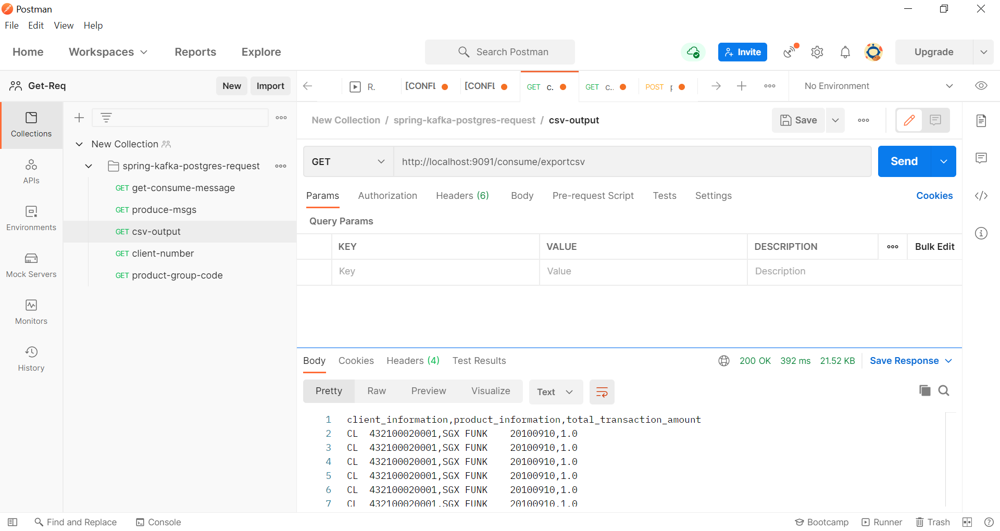 Postman
File Edit View Help
Home Workspaces Reports Explore Search Postman Invite Upgrade
Get-Req New Import R. [CONFL [CONFL GET c. GET c.. POST No Environment
New Collection / spring-kafka-postgres-request / csv-output Save
Collections
New Collection
GET http://localhost:9091/consume/exportcsv Send
spring-kafka-postgres-request
APIs
GET get-consume-message
Params Authorization Headers (6) Body Pre-request Script Tests Settings Cookies
GET produce-msgs
Query Params
Environments
GET csv-output
KEY VALUE DESCRIPTION Bulk Edit
GET client-number
Key Value Description
Mock Servers
GET product-group-code
Monitors
History
Body Cookies Headers (4) Test Results 200 OK 392 ms 21.52 KB Save Response
Pretty Raw Preview Visualize Text
1 client_information,product_information,total_transaction_amount
2 CL  432100020001,SGX FUNK    20100910,1.0
3 CL  432100020001,SGX FUNK    20100910,1.0
4 CL  432100020001,SGX FUNK    20100910,1.0
5 CL  432100020001,SGX FUNK    20100910,1.0
6 CL  432100020001,SGX FUNK    20100910,1.0
7 CL  432100020001,SGX FUNK    20100910,1.0
Find and Replace Console Bootcamp Runner Trash